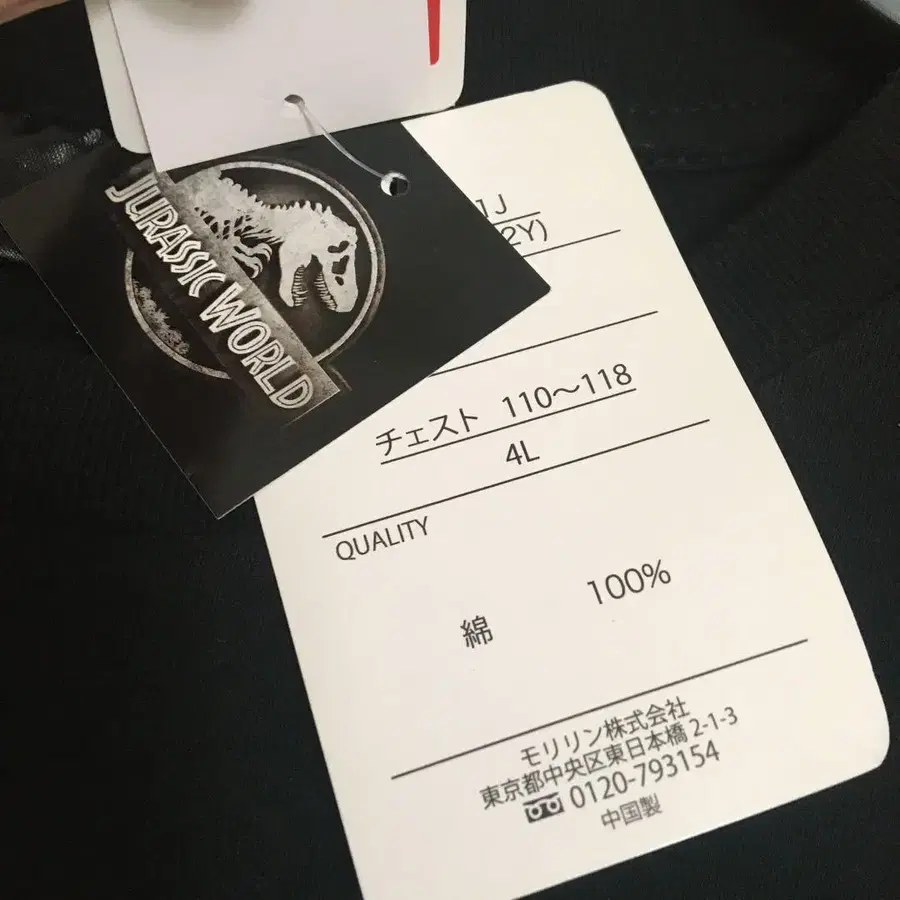 JURASSIC WORLD
1J
2Y)
チェスト 110〜118
4L
QUALITY
綿 100%
モリリン株式会社
東京都中央区東日本橋2-1-3
0120-793154
中国製